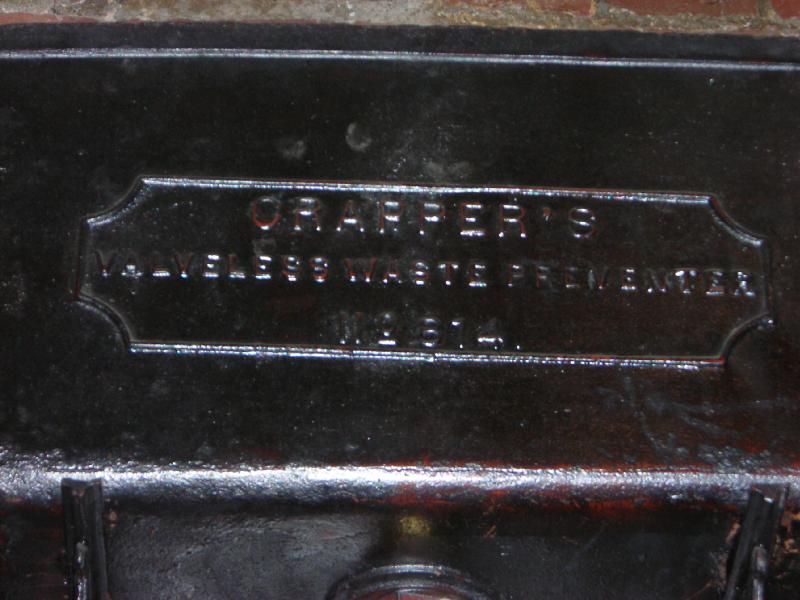 CRAPPER'S
VALVELESS WASTE PREVENTER
No 814.